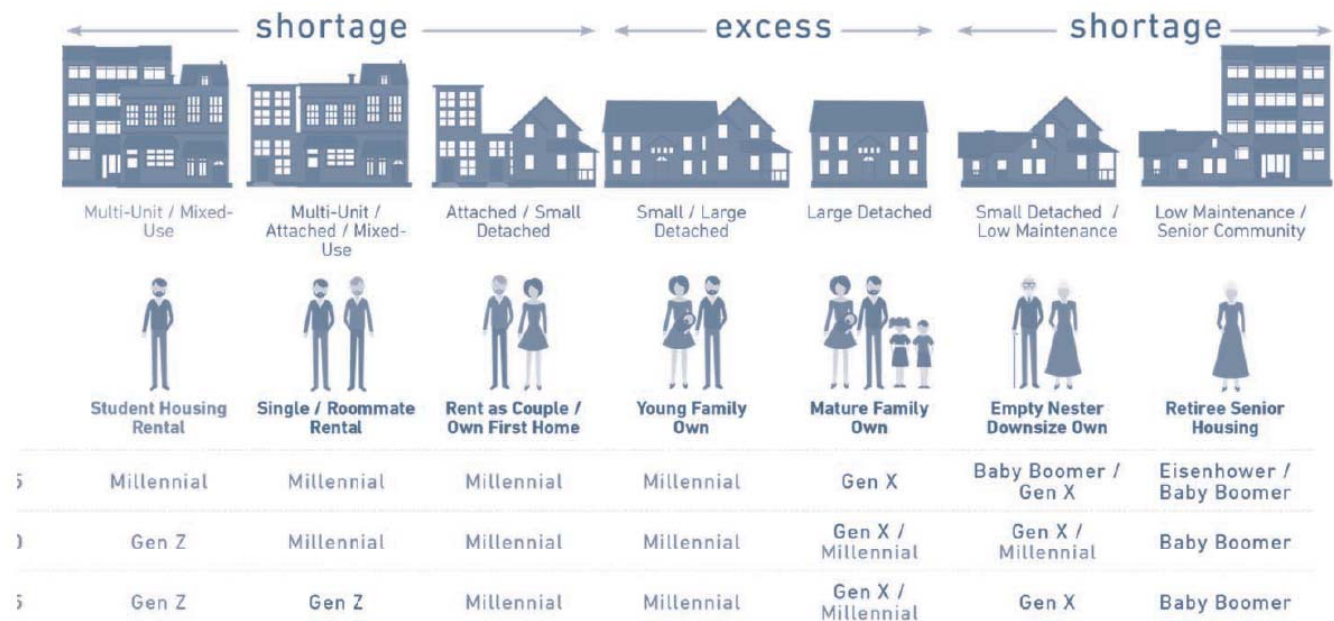 shortage excess shortage
Multi-Unit / Mixed-
Use
Multi-Unit /
Attached / Mixed-
Use
Attached / Small
Detached
Small / Large
Detached
Large Detached
Small Detached /
Low Maintenance
Low Maintenance /
Senior Community
Student Housing
Rental
Single / Roommate
Rental
Rent as Couple /
Own First Home
Young Family
Own
Mature Family
Own
Empty Nester
Downsize Own
Retiree Senior
Housing
5 Millennial Millennial Millennial Millennial Gen X Baby Boomer / Eisenhower /
Gen X Baby Boomer
0 Gen Z Millennial Millennial Millennial Gen X / Gen X / Baby Boomer
Millennial Millennial
5 Gen Z Gen Z Millennial Millennial Gen X / Gen X Baby Boomer
Millennial